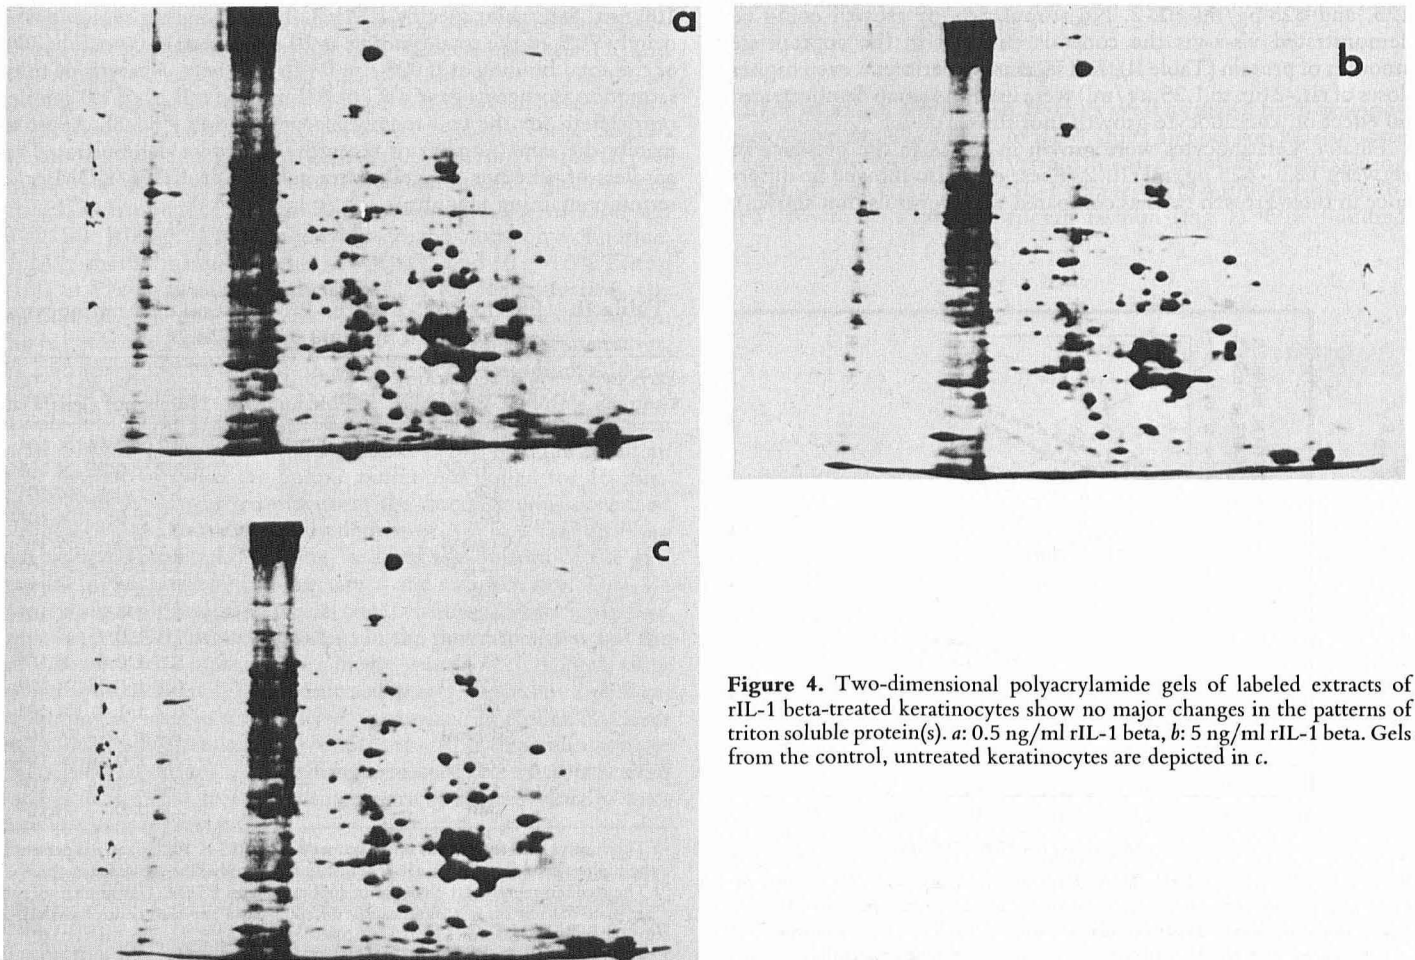 a
b
c
Figure 4. Two-dimensional polyacrylamide gels of labeled extracts of
rIL-1 beta-treated keratinocytes show no major changes in the patterns of
triton soluble protein(s). a: 0.5 ng/ml rIL-1 beta, b: 5 ng/ml rIL-1 beta. Gels
from the control, untreated keratinocytes are depicted in c.